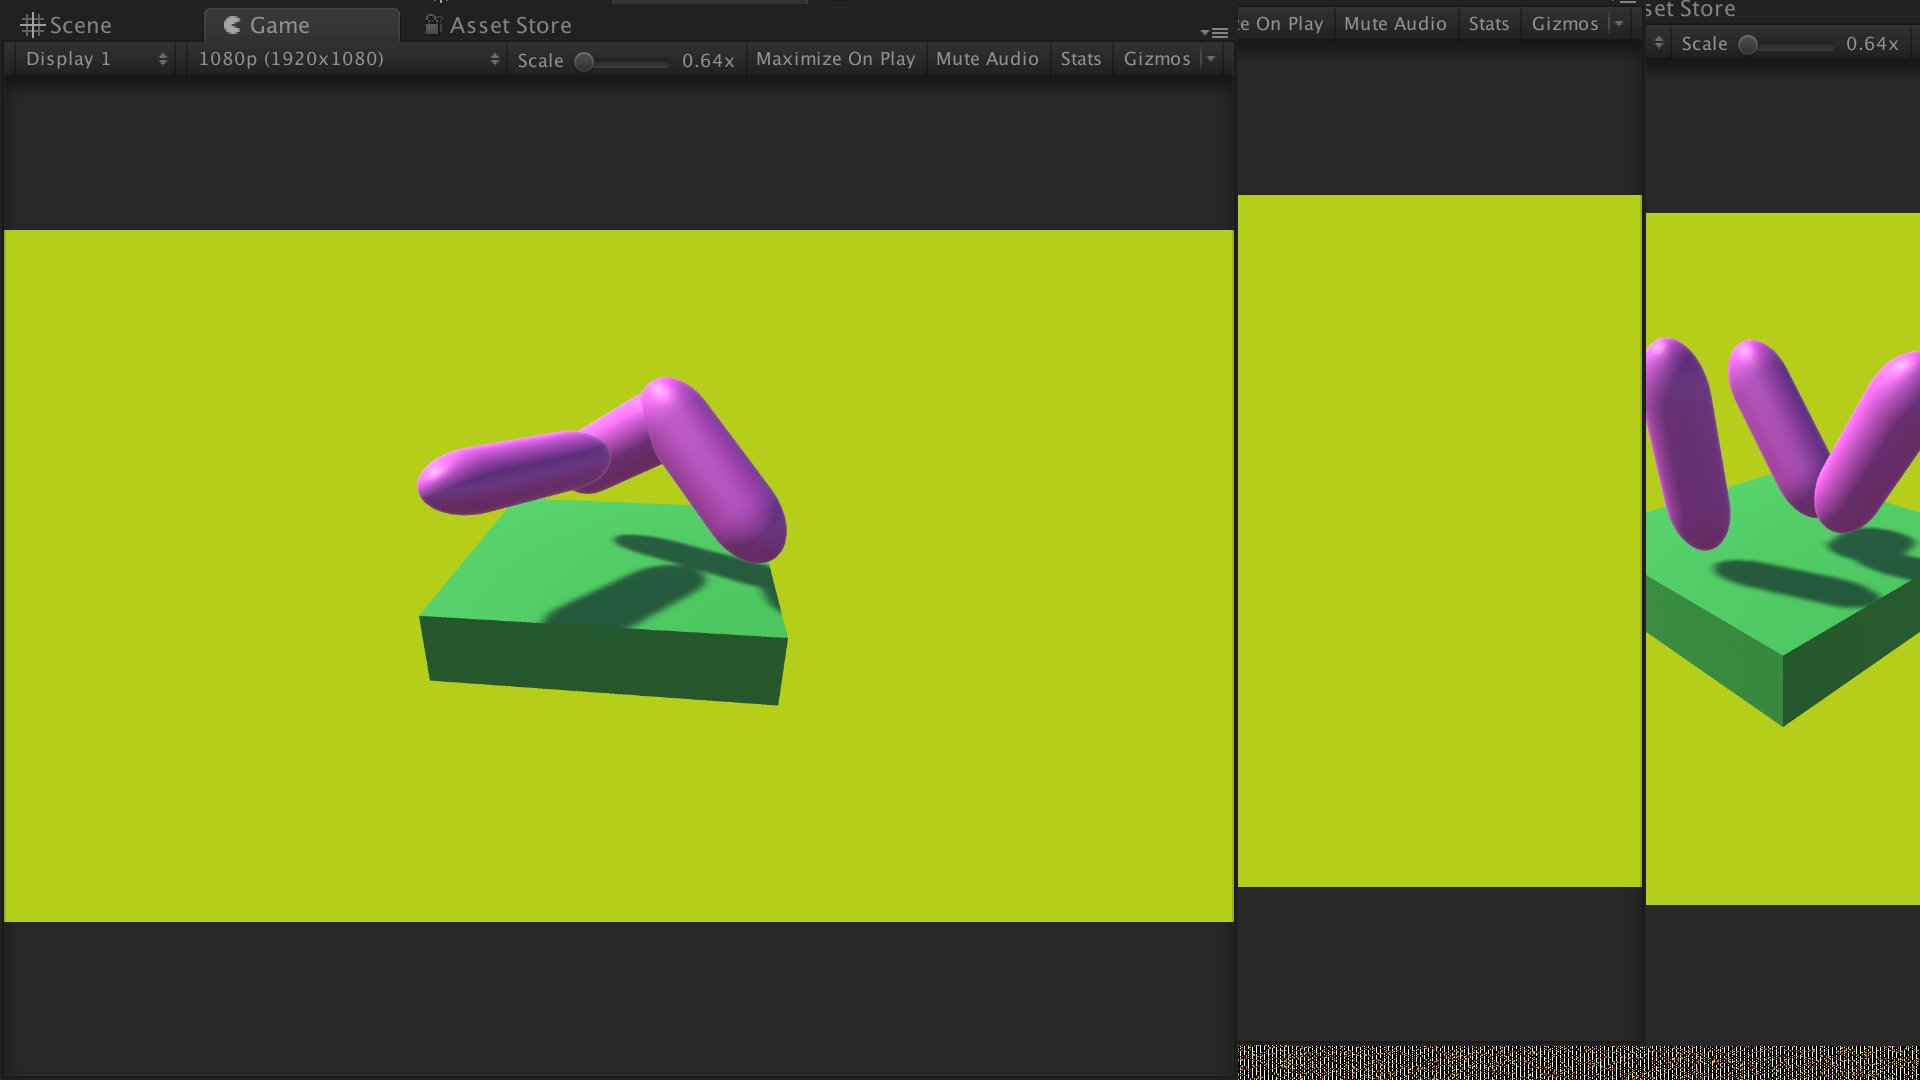 Scene
Game
Asset Store
Display 1
1080p (1920x1080)
Scale
0.64x
Maximize On Play
Mute Audio
Stats
Gizmos
On Play
Mute Audio
Stats
Gizmos
Store
Scale
0.64x